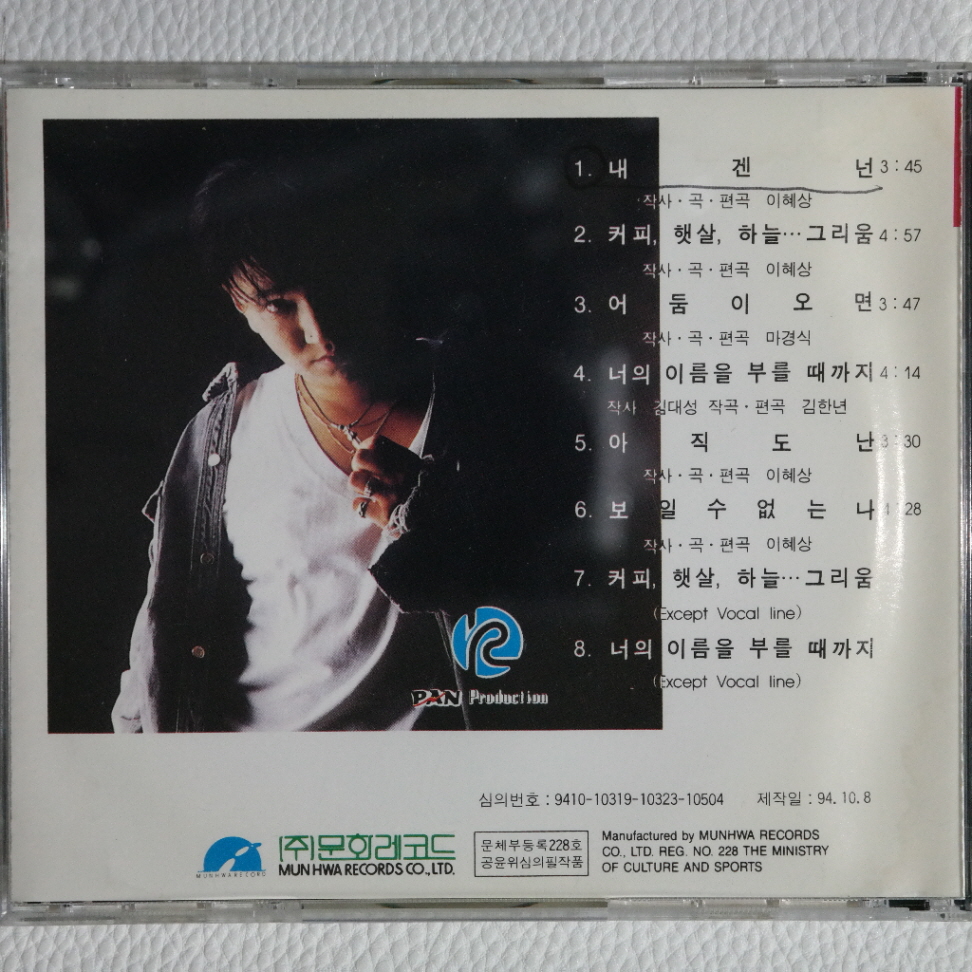 1. 내 겐 넌 3:45
작사·곡·편곡 이혜상
2. 커피, 햇살, 하늘…그리움 4:57
작사·곡·편곡 이혜상
3. 어 둠 이 오 면 3:47
작사·곡·편곡 마경식
4. 너의 이름을 부를 때까지 4:14
작사 김대성 작곡·편곡 김한년
5. 아 직 도 난 3:30
작사·곡·편곡 이혜상
6. 보 일 수 없 는 나 4:28
작사·곡·편곡 이혜상
7. 커피, 햇살, 하늘…그리움
(Except Vocal line)
8. 너의 이름을 부를 때까지
(Except Vocal line)
PAN Production
심의번호 : 9410-10319-10323-10504 제작일 : 94.10.8
MUNHWARECORD
(주)문화레코드
MUN HWA RECORDS CO., LTD.
문체부등록228호
공윤위심의필작품
Manufactured by MUNHWA RECORDS
CO., LTD. REG. NO. 228 THE MINISTRY
OF CULTURE AND SPORTS